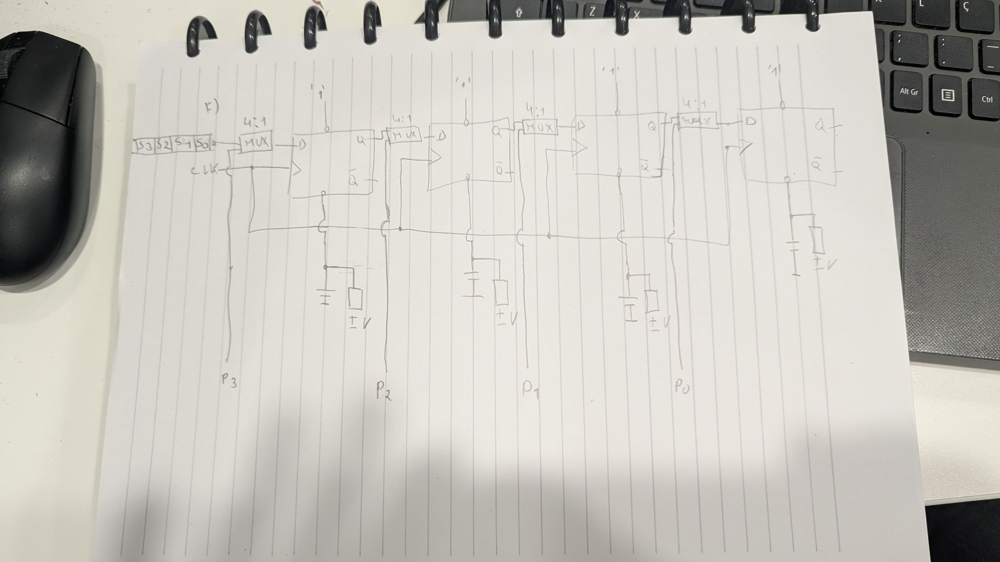 Z X L Ç
Alt Gr Ctrl
F)
'1' '1' '1' '1'
4:1 4:1 4:1 4:1
S3 S2 S1 S0 MUX D Q MUX D Q MUX D Q MUX D Q
CLK Q̅ Q̅ Q̅ Q̅
± V ± V ± V ± V
P3 P2 P1 P0